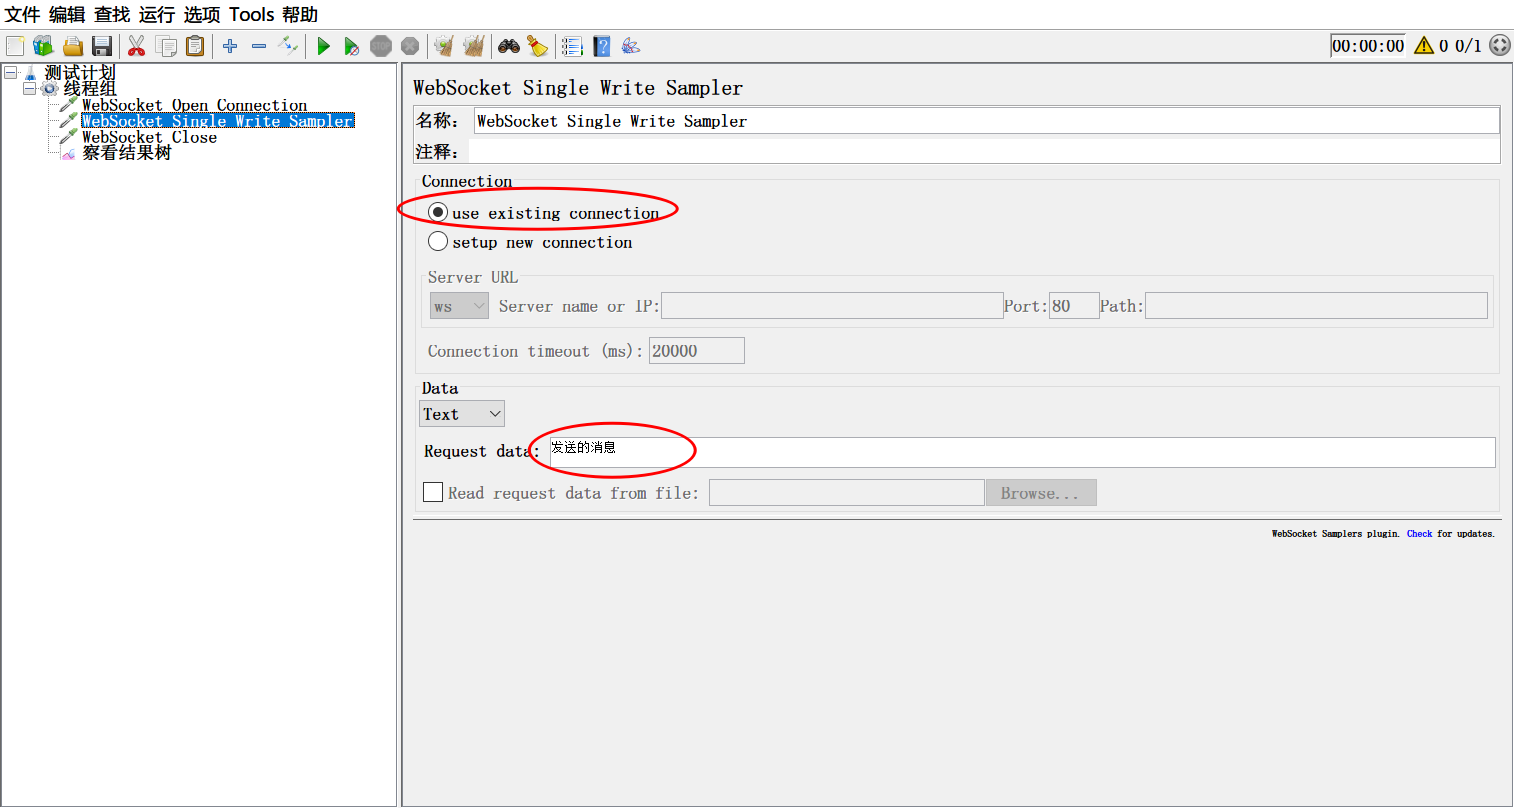 文件 编辑 查找 运行 选项 Tools 帮助
STOP 00:00:00 0 0/1
测试计划
线程组
WebSocket Open Connection
WebSocket Single Write Sampler
WebSocket Close
察看结果树
WebSocket Single Write Sampler
名称： WebSocket Single Write Sampler
注释：
Connection
use existing connection
setup new connection
Server URL
ws Server name or IP: Port: 80 Path:
Connection timeout (ms): 20000
Data
Text
Request data: 发送的消息
Read request data from file: Browse...
WebSocket Samplers plugin. Check for updates.